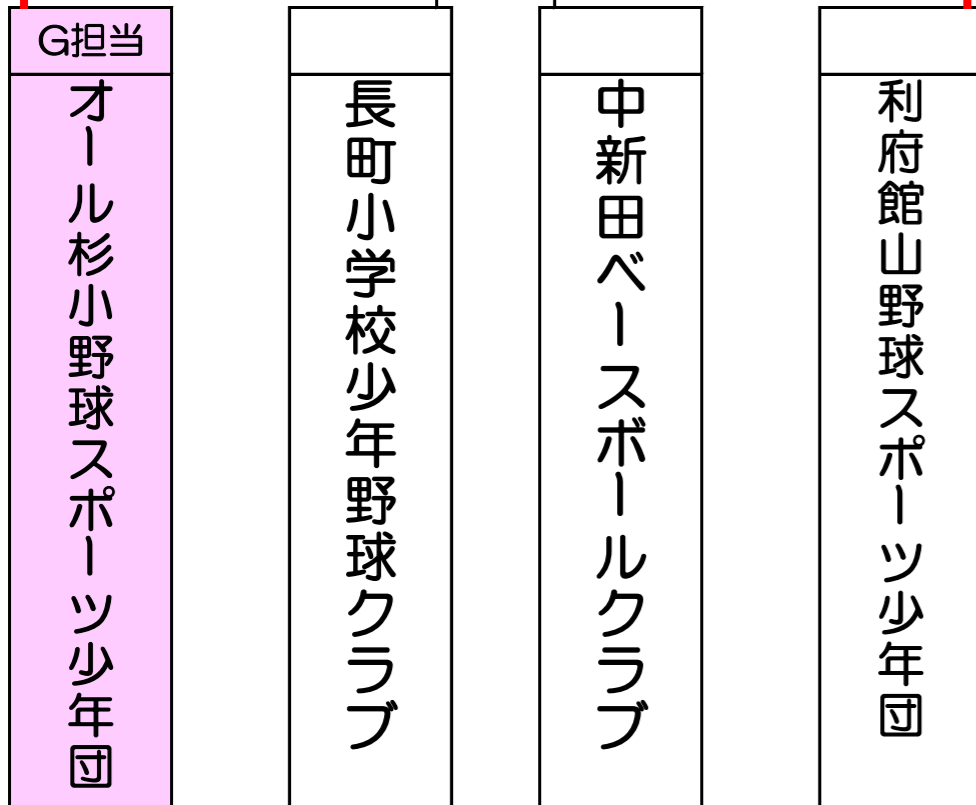 G担当
オール杉小野球スポーツ少年団
長町小学校少年野球クラブ
中新田ベースボールクラブ
利府館山野球スポーツ少年団